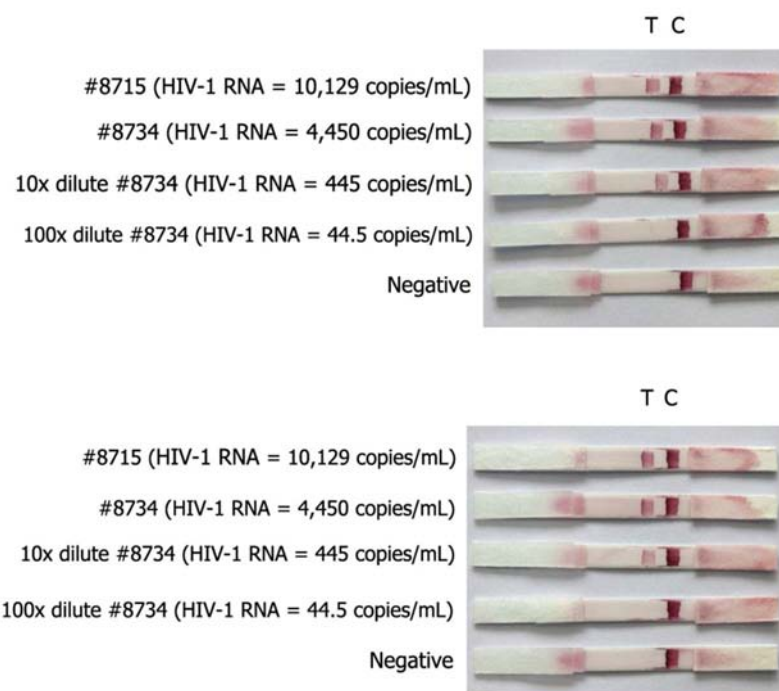 T C
#8715 (HIV-1 RNA = 10,129 copies/mL)
#8734 (HIV-1 RNA = 4,450 copies/mL)
10x dilute #8734 (HIV-1 RNA = 445 copies/mL)
100x dilute #8734 (HIV-1 RNA = 44.5 copies/mL)
Negative
T C
#8715 (HIV-1 RNA = 10,129 copies/mL)
#8734 (HIV-1 RNA = 4,450 copies/mL)
10x dilute #8734 (HIV-1 RNA = 445 copies/mL)
100x dilute #8734 (HIV-1 RNA = 44.5 copies/mL)
Negative